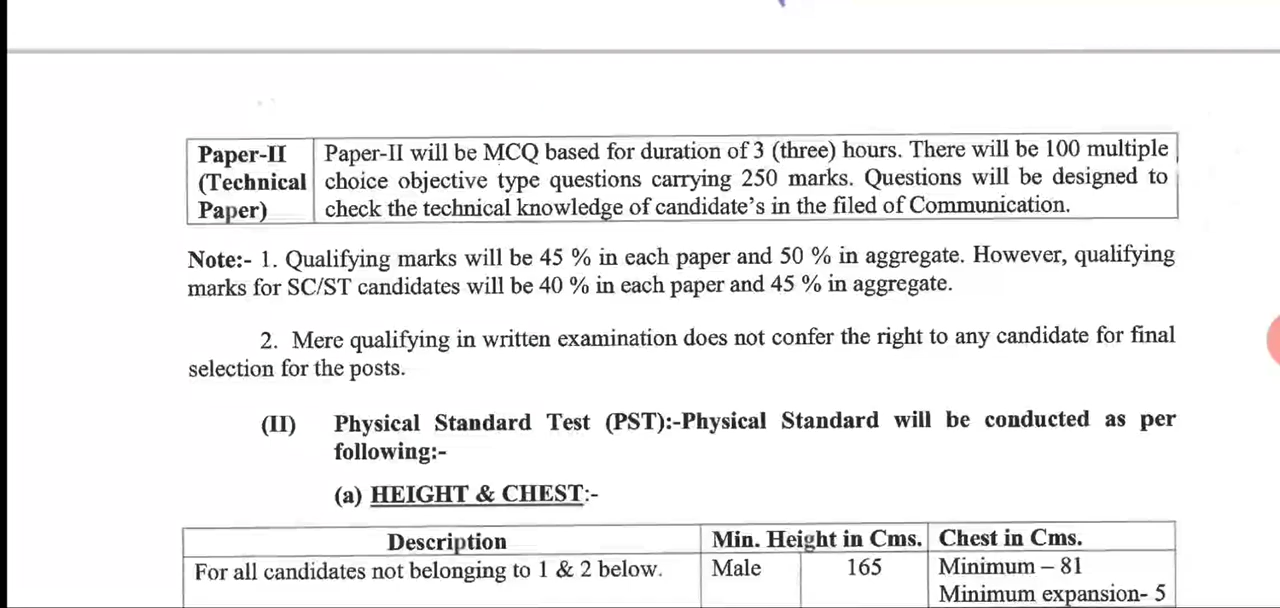 Paper-II Paper-II will be MCQ based for duration of 3 (three) hours. There will be 100 multiple
(Technical choice objective type questions carrying 250 marks. Questions will be designed to
Paper) check the technical knowledge of candidate's in the filed of Communication.
Note:- 1. Qualifying marks will be 45 % in each paper and 50 % in aggregate. However, qualifying
marks for SC/ST candidates will be 40 % in each paper and 45 % in aggregate.
2. Mere qualifying in written examination does not confer the right to any candidate for final
selection for the posts.
(II) Physical Standard Test (PST):-Physical Standard will be conducted as per
following:-
(a) HEIGHT & CHEST:-
Description Min. Height in Cms. Chest in Cms.
For all candidates not belonging to 1 & 2 below. Male 165 Minimum – 81
Minimum expansion- 5